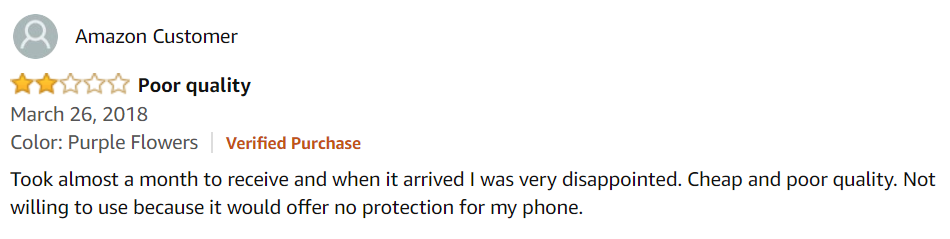 Amazon Customer
Poor quality
March 26, 2018
Color: Purple Flowers | Verified Purchase
Took almost a month to receive and when it arrived I was very disappointed. Cheap and poor quality. Not
willing to use because it would offer no protection for my phone.